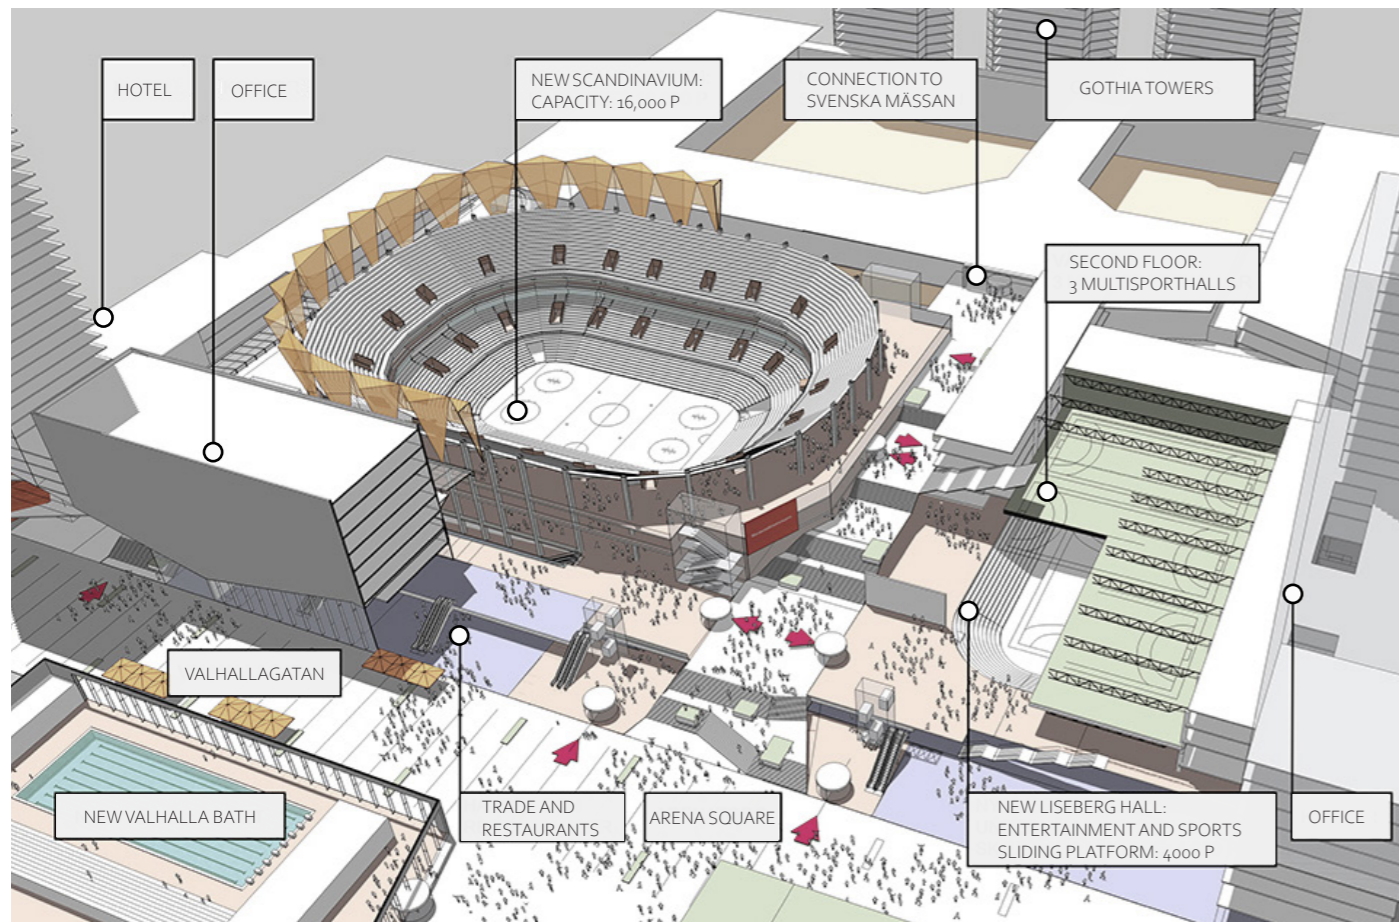 HOTEL
OFFICE
NEW SCANDINAVIUM:
CAPACITY: 16,000 P
CONNECTION TO
SVENSKA MÄSSAN
GOTHIA TOWERS
SECOND FLOOR:
3 MULTISPORTHALLS
VALHALLAGATAN
NEW VALHALLA BATH
TRADE AND
RESTAURANTS
ARENA SQUARE
NEW LISEBERG HALL:
ENTERTAINMENT AND SPORTS
SLIDING PLATFORM: 4000 P
OFFICE